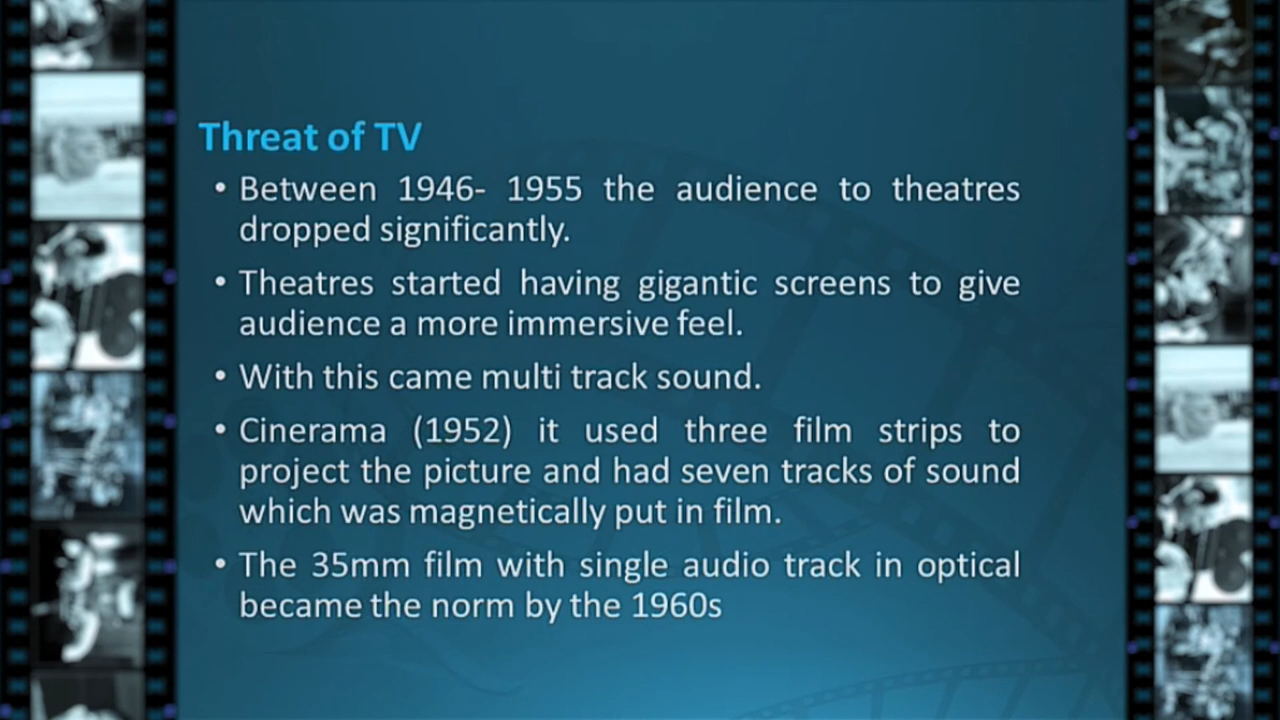 Threat of TV
• Between 1946- 1955 the audience to theatres
dropped significantly.
• Theatres started having gigantic screens to give
audience a more immersive feel.
• With this came multi track sound.
• Cinerama (1952) it used three film strips to
project the picture and had seven tracks of sound
which was magnetically put in film.
• The 35mm film with single audio track in optical
became the norm by the 1960s